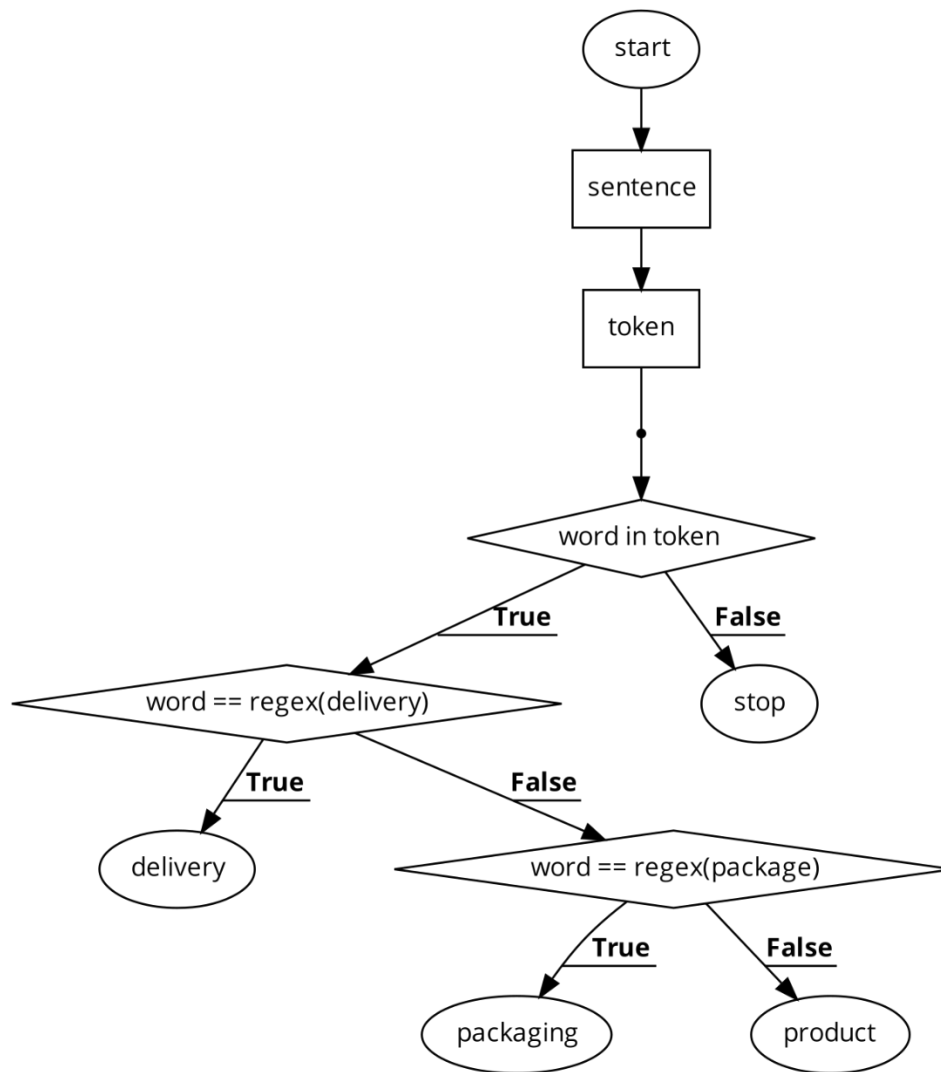 start
sentence
token
word in token
True
False
word == regex(delivery)
stop
True
False
delivery
word == regex(package)
True
False
packaging
product